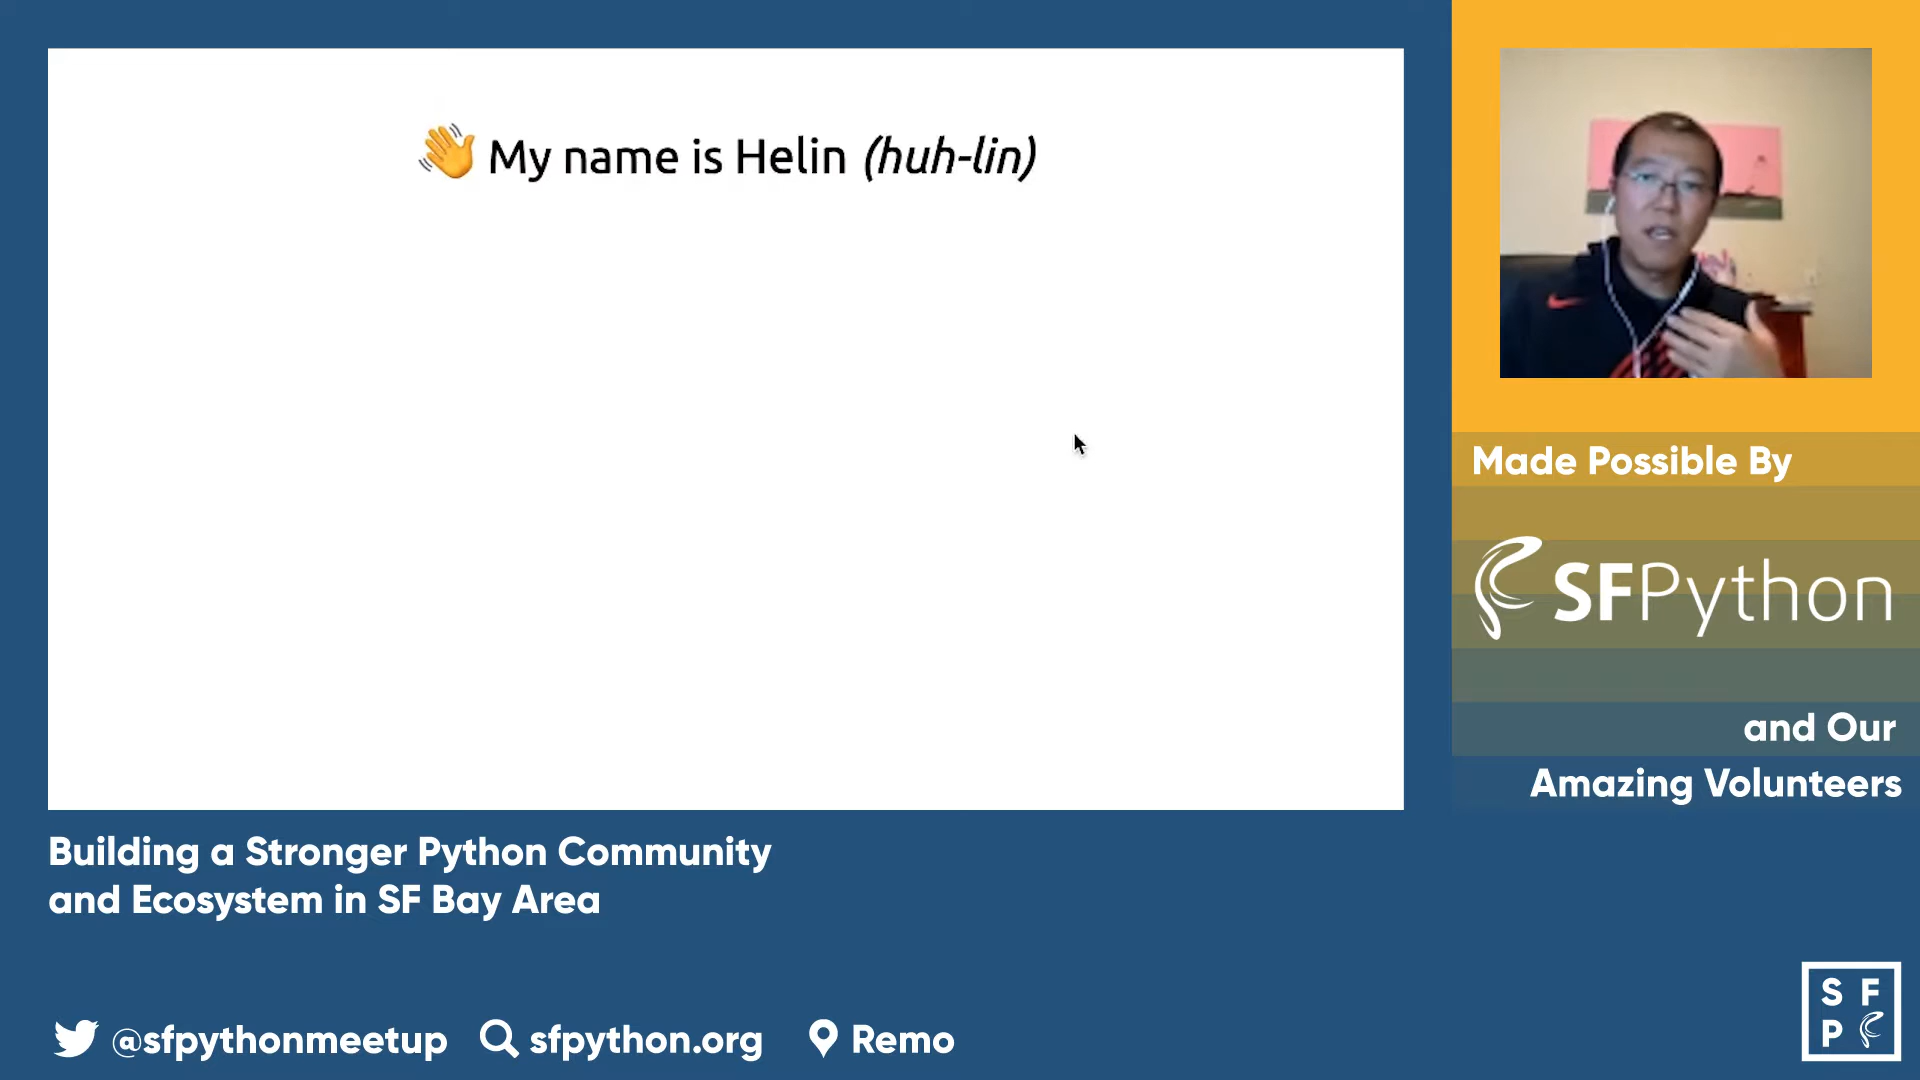 👋 My name is Helin (huh-lin)
Made Possible By
SFPython
and Our
Amazing Volunteers
Building a Stronger Python Community
and Ecosystem in SF Bay Area
@sfpythonmeetup
sfpython.org
Remo
S F
P